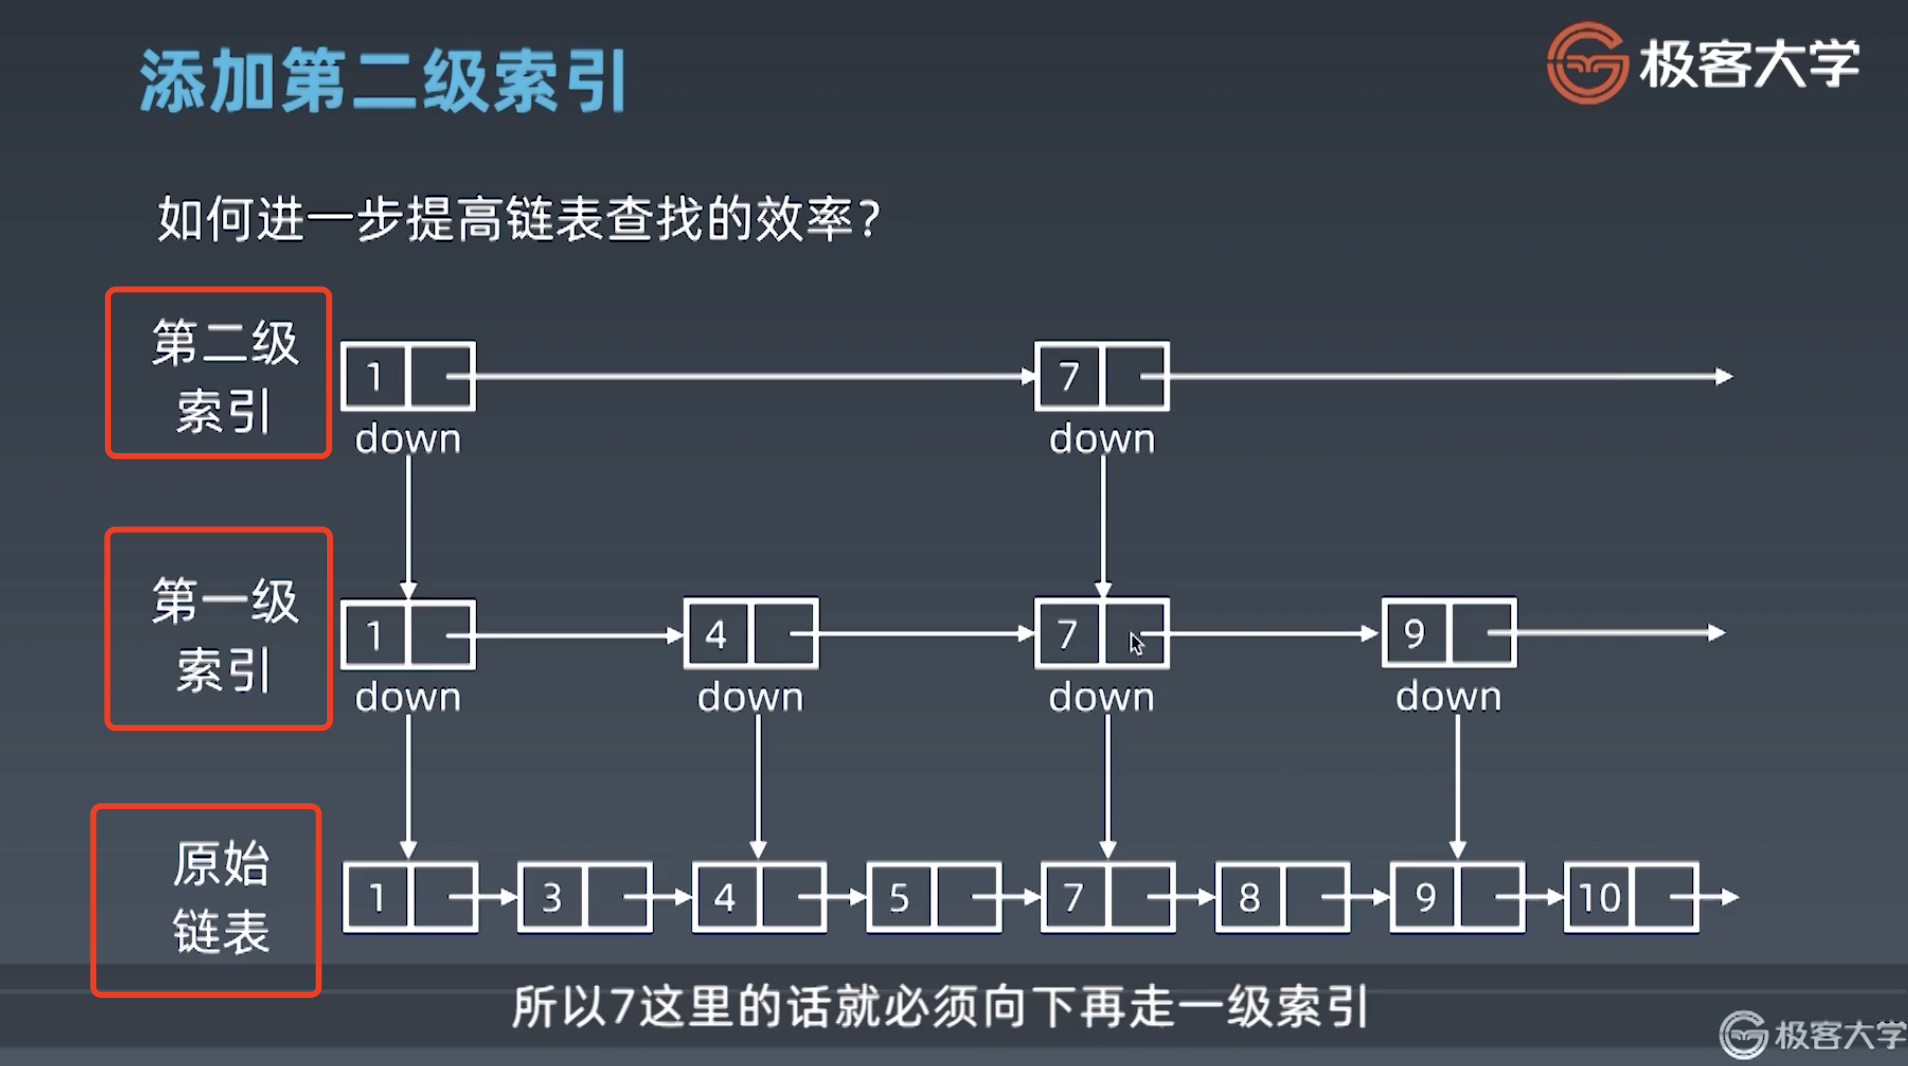 添加第二级索引
极客大学
如何进一步提高链表查找的效率？
第二级
索引
1
7
down
down
第一级
索引
1
4
7
9
down
down
down
down
原始
链表
1
3
4
5
7
8
9
10
所以7这里的话就必须向下再走一级索引
极客大学